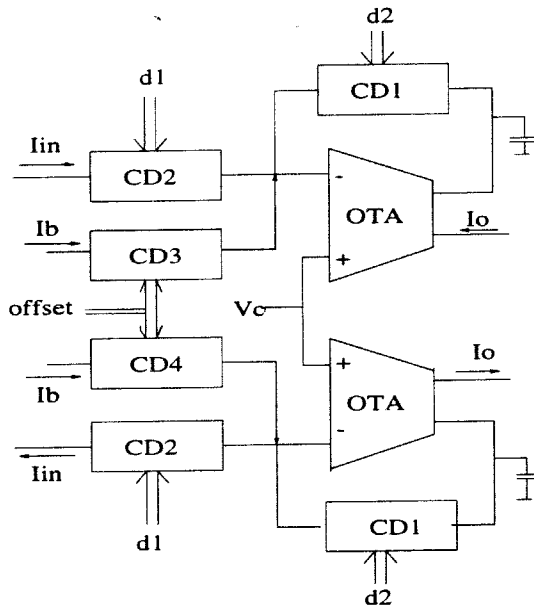 d2
d1
CD1
Iin
CD2
-
OTA
Ib
CD3
Io
+
offset
Vc
CD4
+
Io
Ib
OTA
CD2
-
Iin
CD1
d1
d2